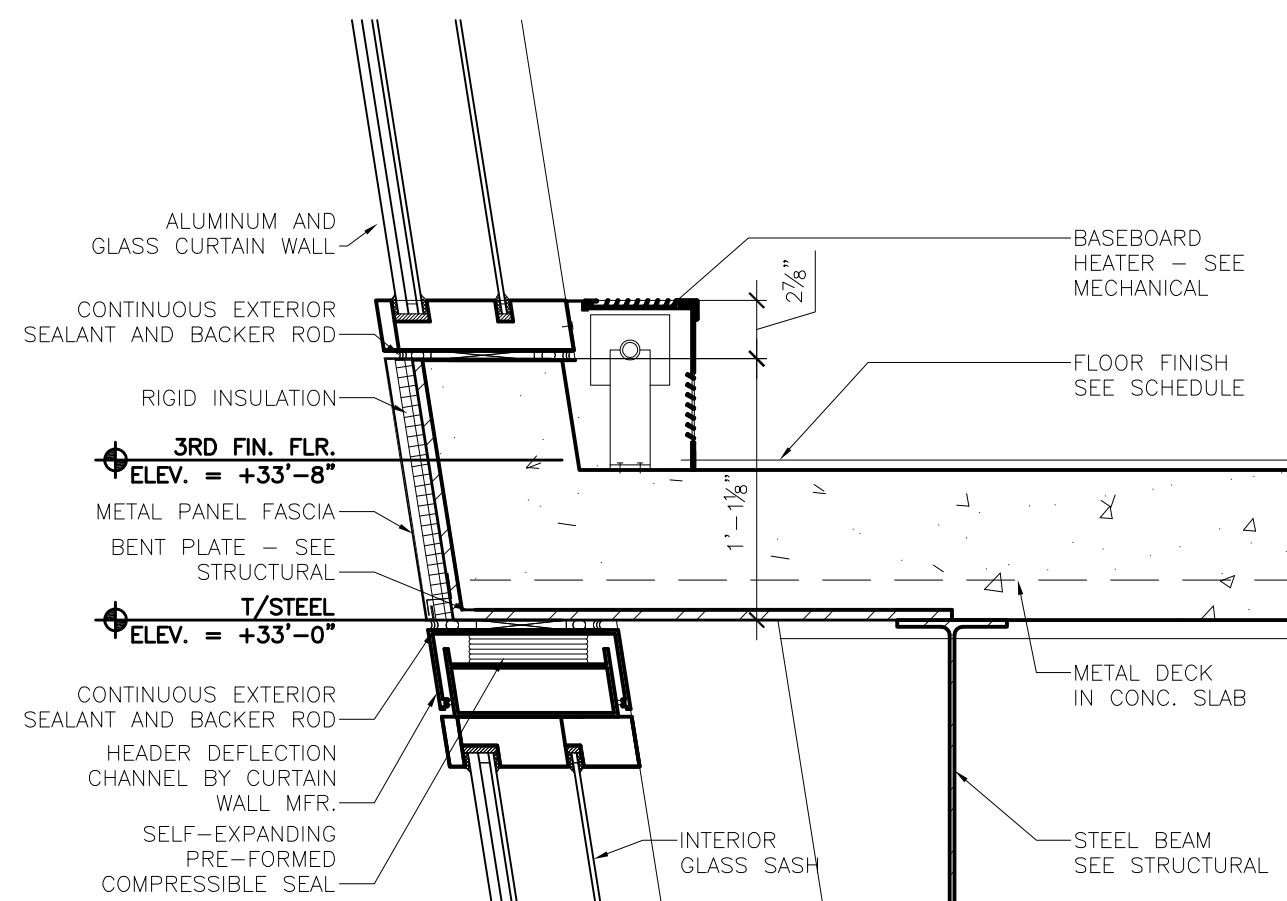 ALUMINUM AND
GLASS CURTAIN WALL
CONTINUOUS EXTERIOR
SEALANT AND BACKER ROD
RIGID INSULATION
3RD FIN. FLR.
ELEV. = +33'-8"
METAL PANEL FASCIA
BENT PLATE – SEE
STRUCTURAL
T/STEEL
ELEV. = +33'-0"
CONTINUOUS EXTERIOR
SEALANT AND BACKER ROD
HEADER DEFLECTION
CHANNEL BY CURTAIN
WALL MFR.
SELF-EXPANDING
PRE-FORMED
COMPRESSIBLE SEAL
INTERIOR
GLASS SASH
2⅞"
1'-1⅛"
BASEBOARD
HEATER – SEE
MECHANICAL
FLOOR FINISH
SEE SCHEDULE
METAL DECK
IN CONC. SLAB
STEEL BEAM
SEE STRUCTURAL